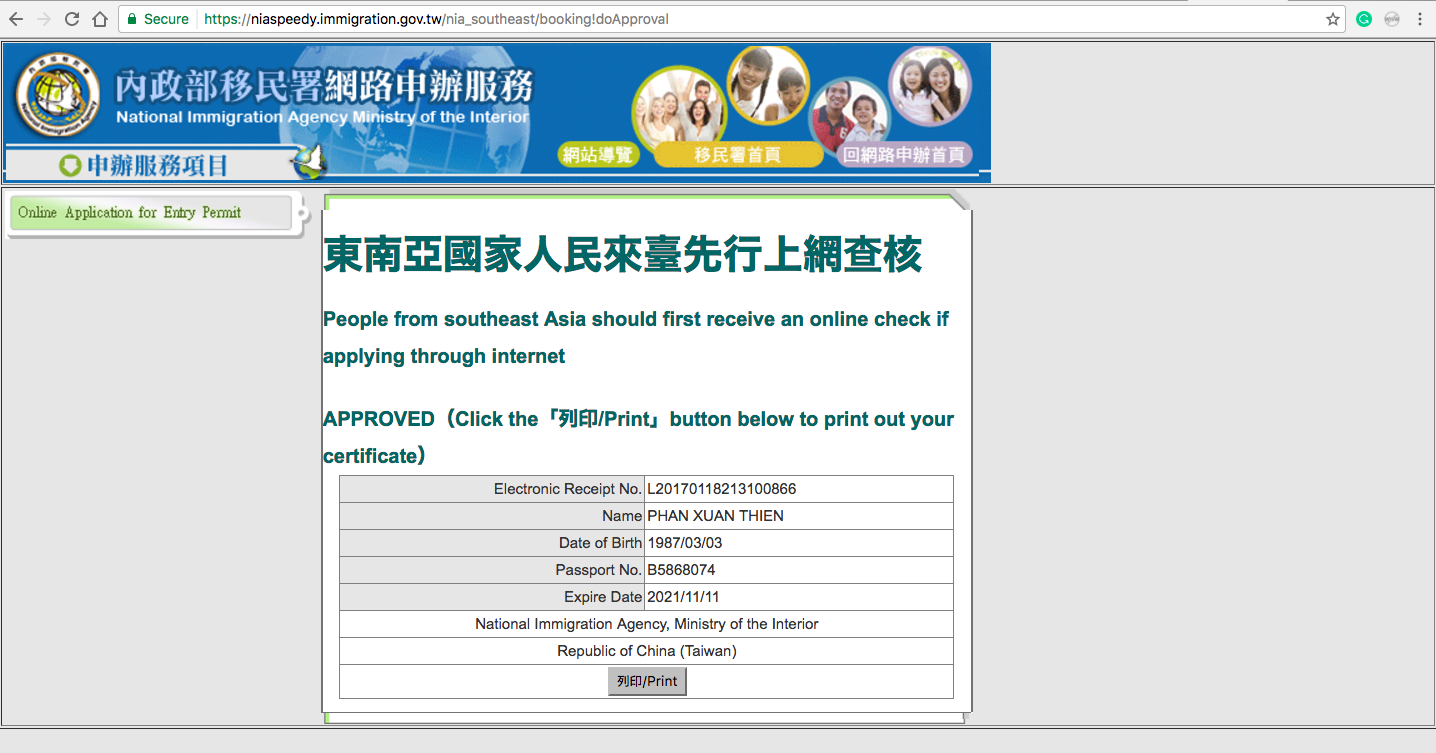 Secure https://niaspeedy.immigration.gov.tw/nia_southeast/booking!doApproval
內政部移民署網路申辦服務
National Immigration Agency Ministry of the Interior
網站導覽 移民署首頁 回網路申辦首頁
申辦服務項目
Online Application for Entry Permit
東南亞國家人民來臺先行上網查核
People from southeast Asia should first receive an online check if
applying through internet
APPROVED（Click the「列印/Print」button below to print out your
certificate）
Electronic Receipt No. L20170118213100866
Name PHAN XUAN THIEN
Date of Birth 1987/03/03
Passport No. B5868074
Expire Date 2021/11/11
National Immigration Agency, Ministry of the Interior
Republic of China (Taiwan)
列印/Print